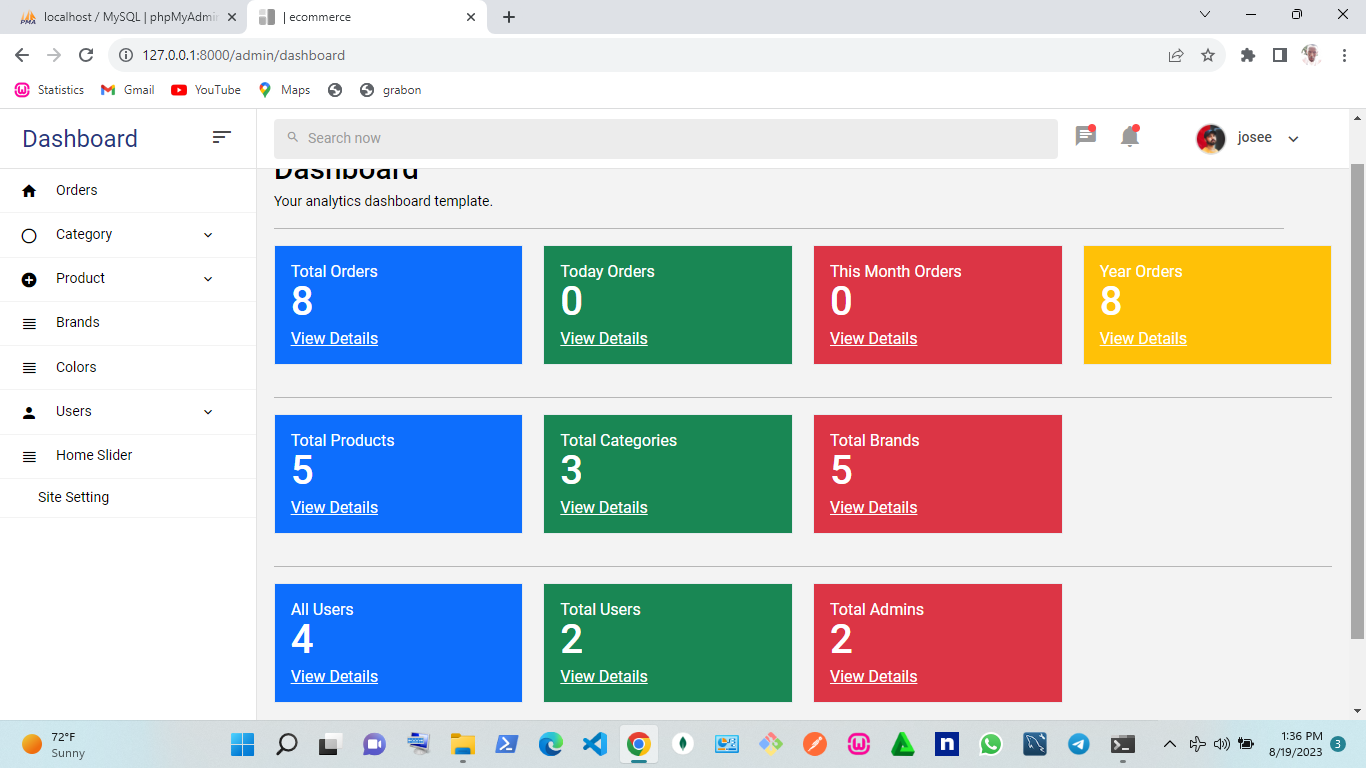 localhost / MySQL | phpMyAdmin
| ecommerce
127.0.0.1:8000/admin/dashboard
Statistics
Gmail
YouTube
Maps
grabon
Dashboard
Search now
josee
Orders
Category
Product
Brands
Colors
Users
Home Slider
Site Setting
Dashboard
Your analytics dashboard template.
Total Orders
8
View Details
Today Orders
0
View Details
This Month Orders
0
View Details
Year Orders
8
View Details
Total Products
5
View Details
Total Categories
3
View Details
Total Brands
5
View Details
All Users
4
View Details
Total Users
2
View Details
Total Admins
2
View Details
72°F
Sunny
1:36 PM
8/19/2023
3